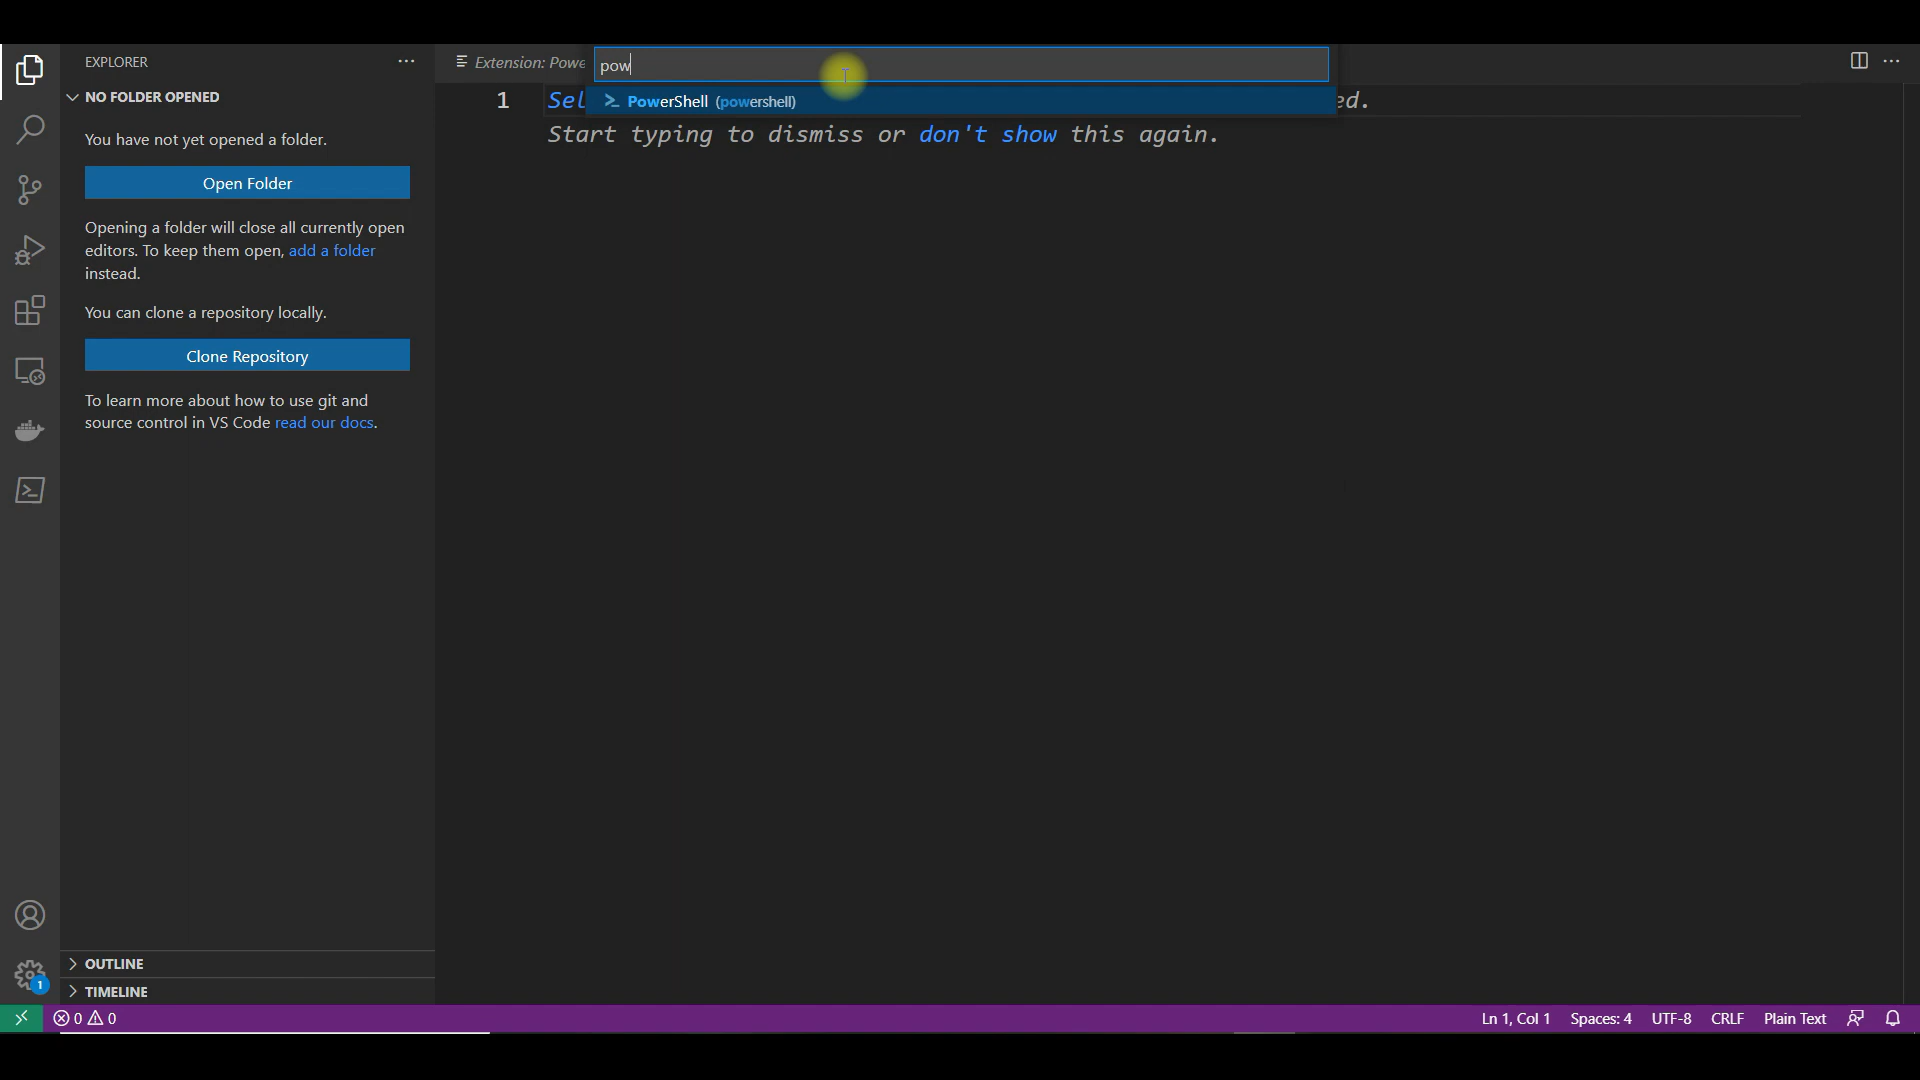 EXPLORER
NO FOLDER OPENED
You have not yet opened a folder.
Open Folder
Opening a folder will close all currently open
editors. To keep them open, add a folder
instead.
You can clone a repository locally.
Clone Repository
To learn more about how to use git and
source control in VS Code read our docs.
OUTLINE
TIMELINE
Extension: Powe
pow
PowerShell (powershell)
1
Sel ed.
Start typing to dismiss or don't show this again.
1
0 0
Ln 1, Col 1 Spaces: 4 UTF-8 CRLF Plain Text